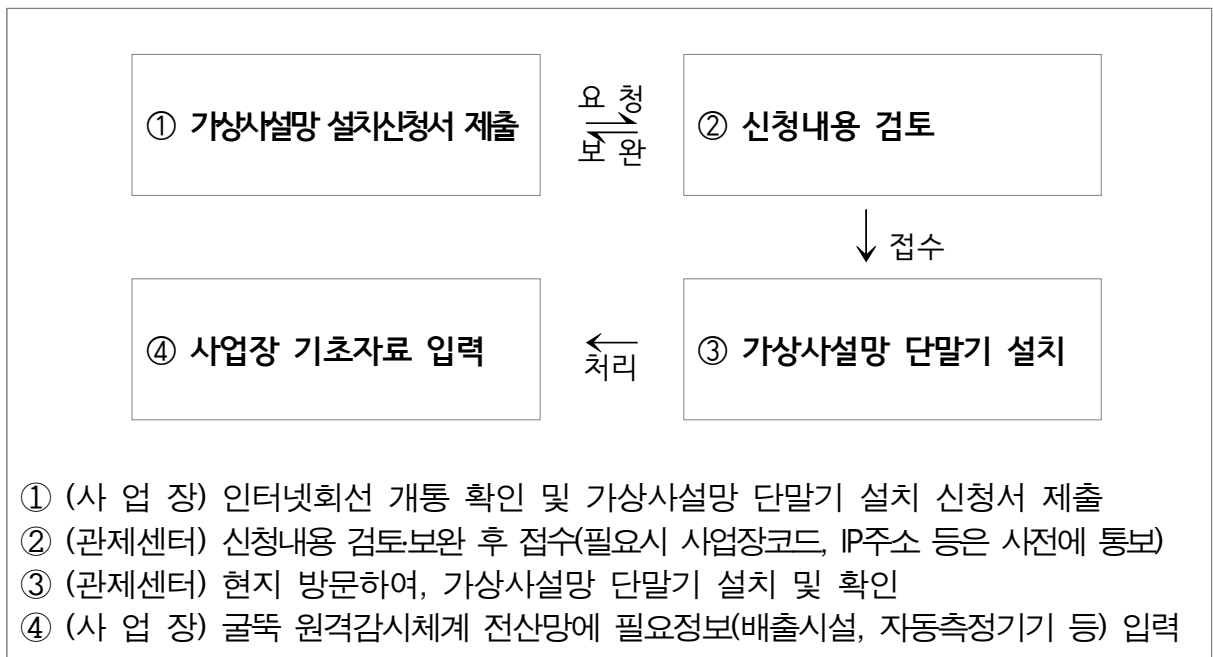 ① 가상사설망 설치신청서 제출
요 청
보 완
② 신청내용 검토
접수
④ 사업장 기초자료 입력
처리
③ 가상사설망 단말기 설치
① (사 업 장) 인터넷회선 개통 확인 및 가상사설망 단말기 설치 신청서 제출
② (관제센터) 신청내용 검토·보완 후 접수(필요시 사업장코드, IP주소 등은 사전에 통보)
③ (관제센터) 현지 방문하여, 가상사설망 단말기 설치 및 확인
④ (사 업 장) 굴뚝 원격감시체계 전산망에 필요정보(배출시설, 자동측정기기 등) 입력